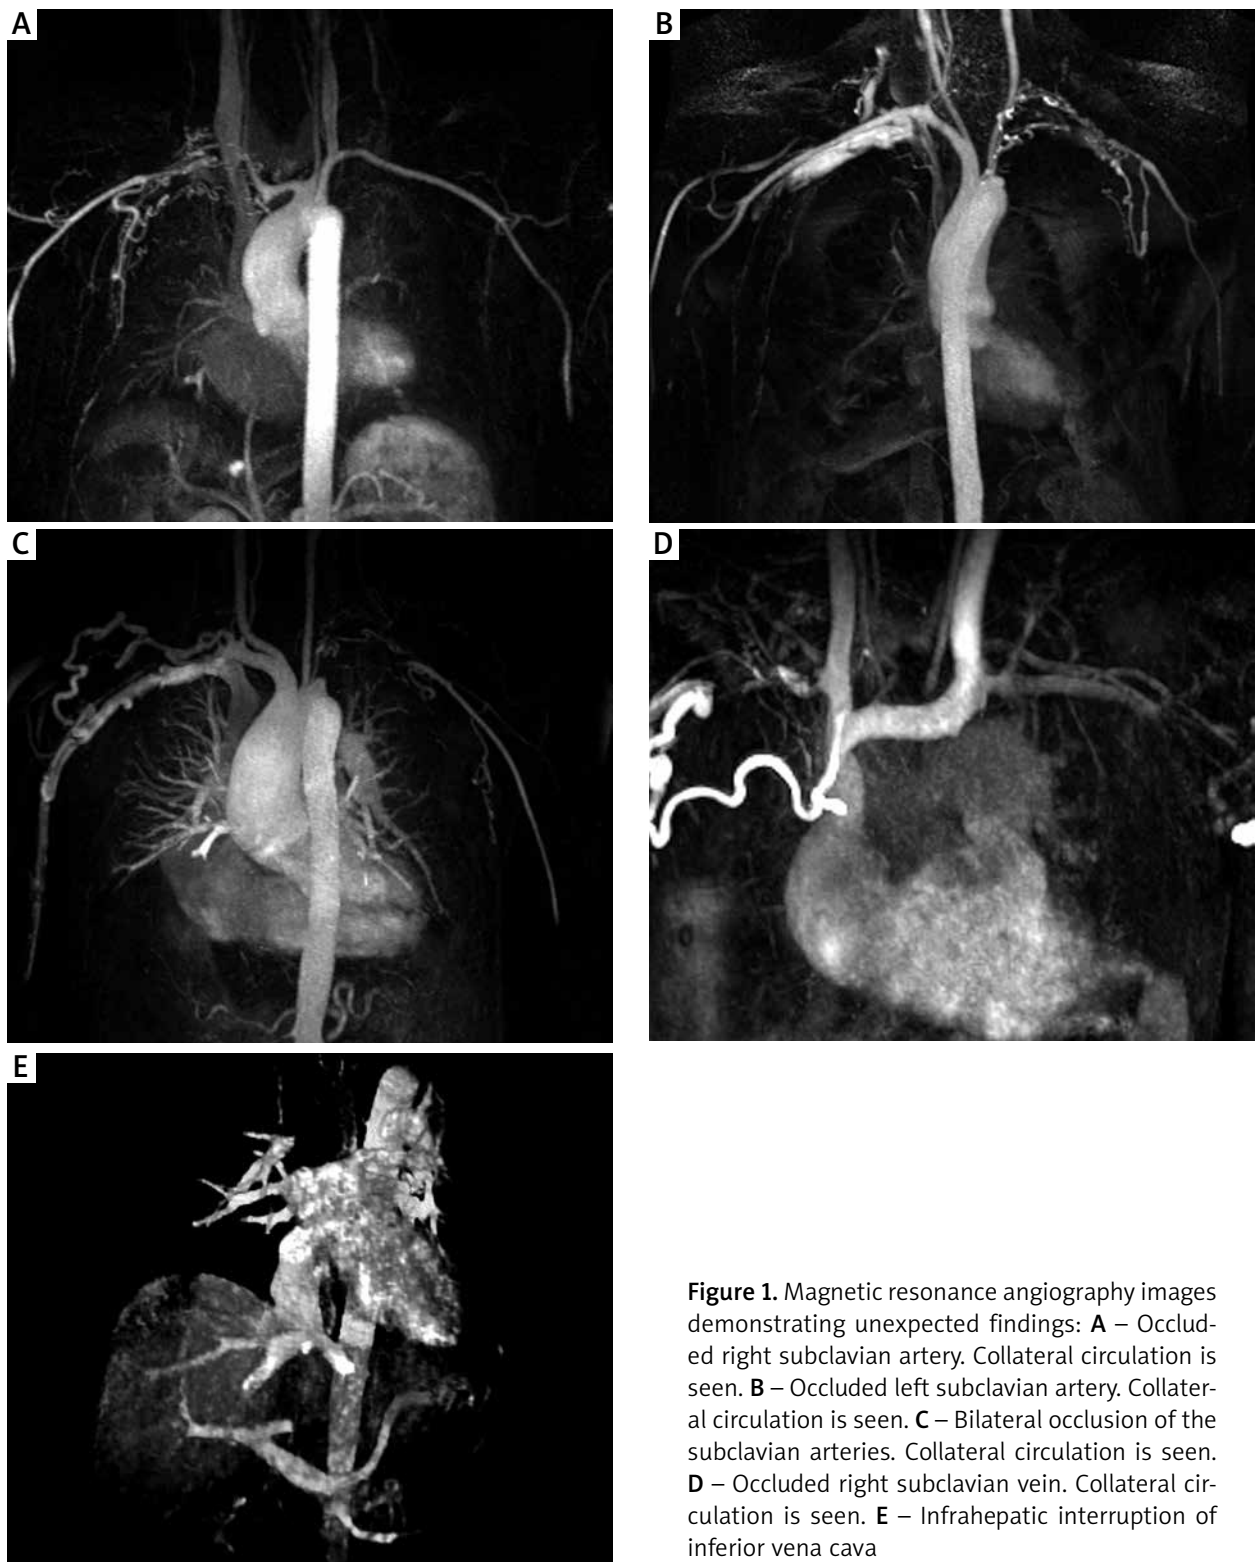 A
B
C
D
E
Figure 1. Magnetic resonance angiography images
demonstrating unexpected findings: A – Occlud-
ed right subclavian artery. Collateral circulation is
seen. B – Occluded left subclavian artery. Collater-
al circulation is seen. C – Bilateral occlusion of the
subclavian arteries. Collateral circulation is seen.
D – Occluded right subclavian vein. Collateral cir-
culation is seen. E – Infrahepatic interruption of
inferior vena cava